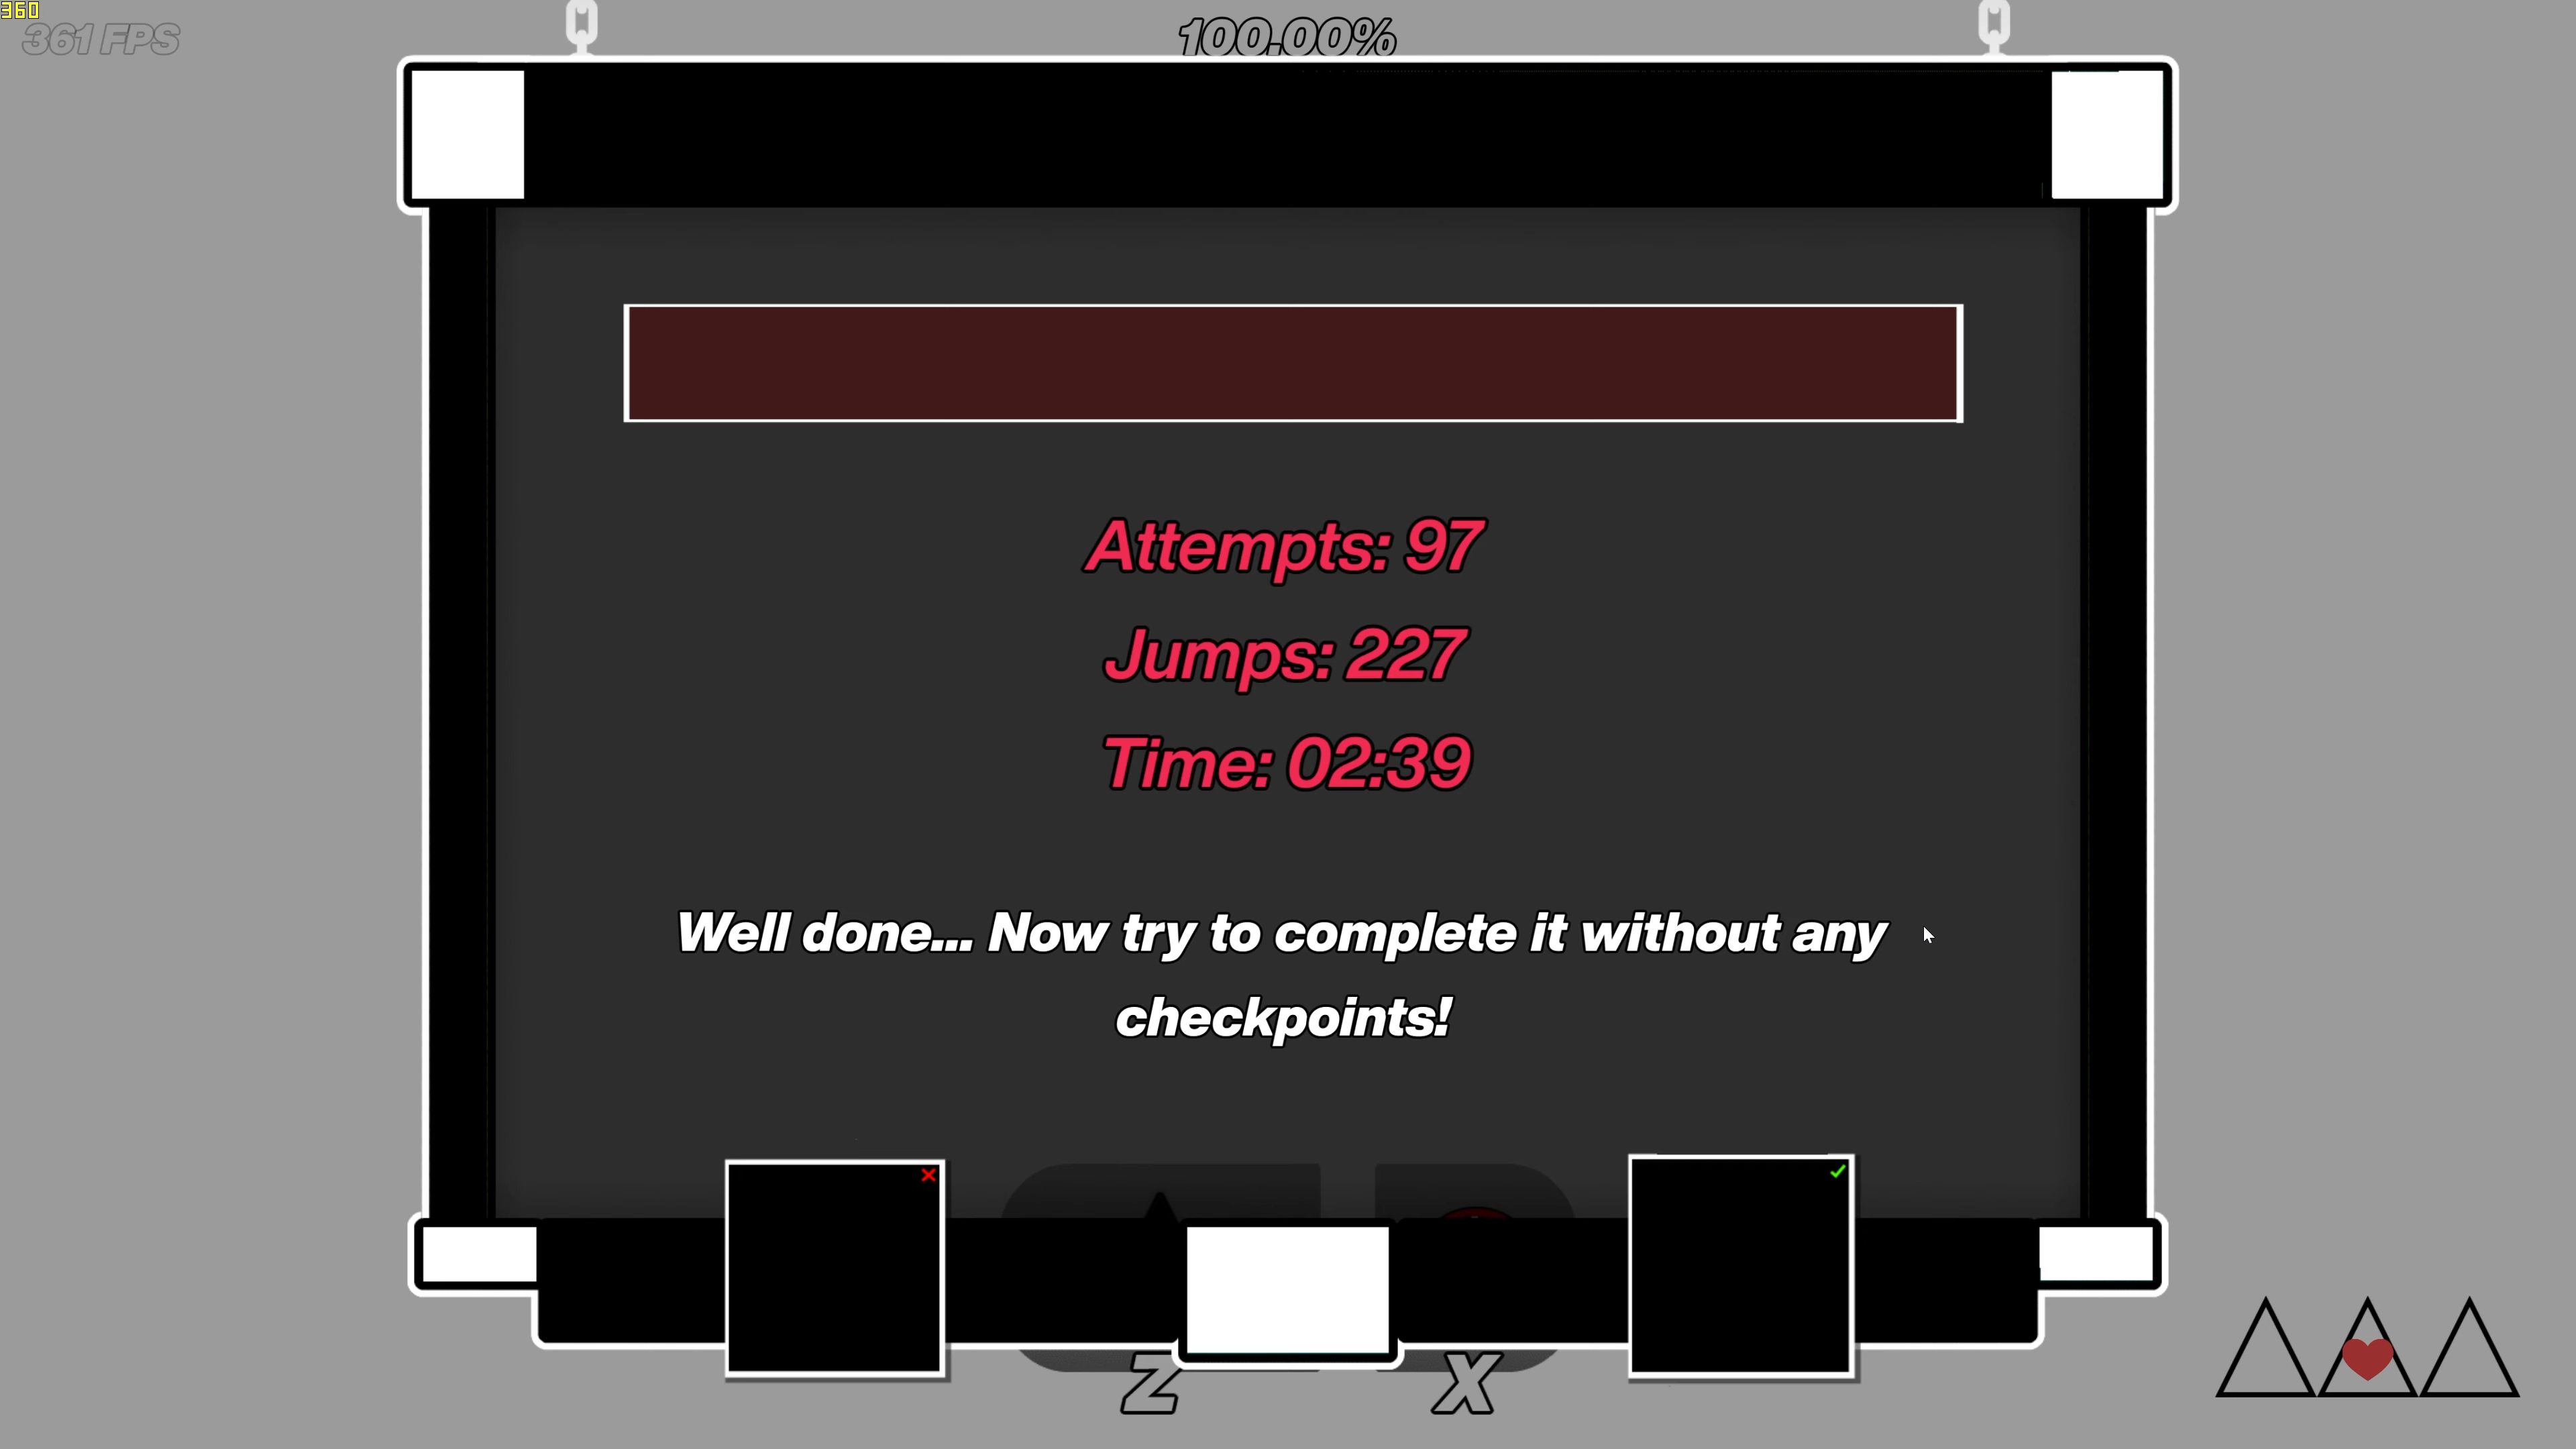 360
361 FPS
100.00%
Attempts: 97
Jumps: 227
Time: 02:39
Well done... Now try to complete it without any
checkpoints!
Z X